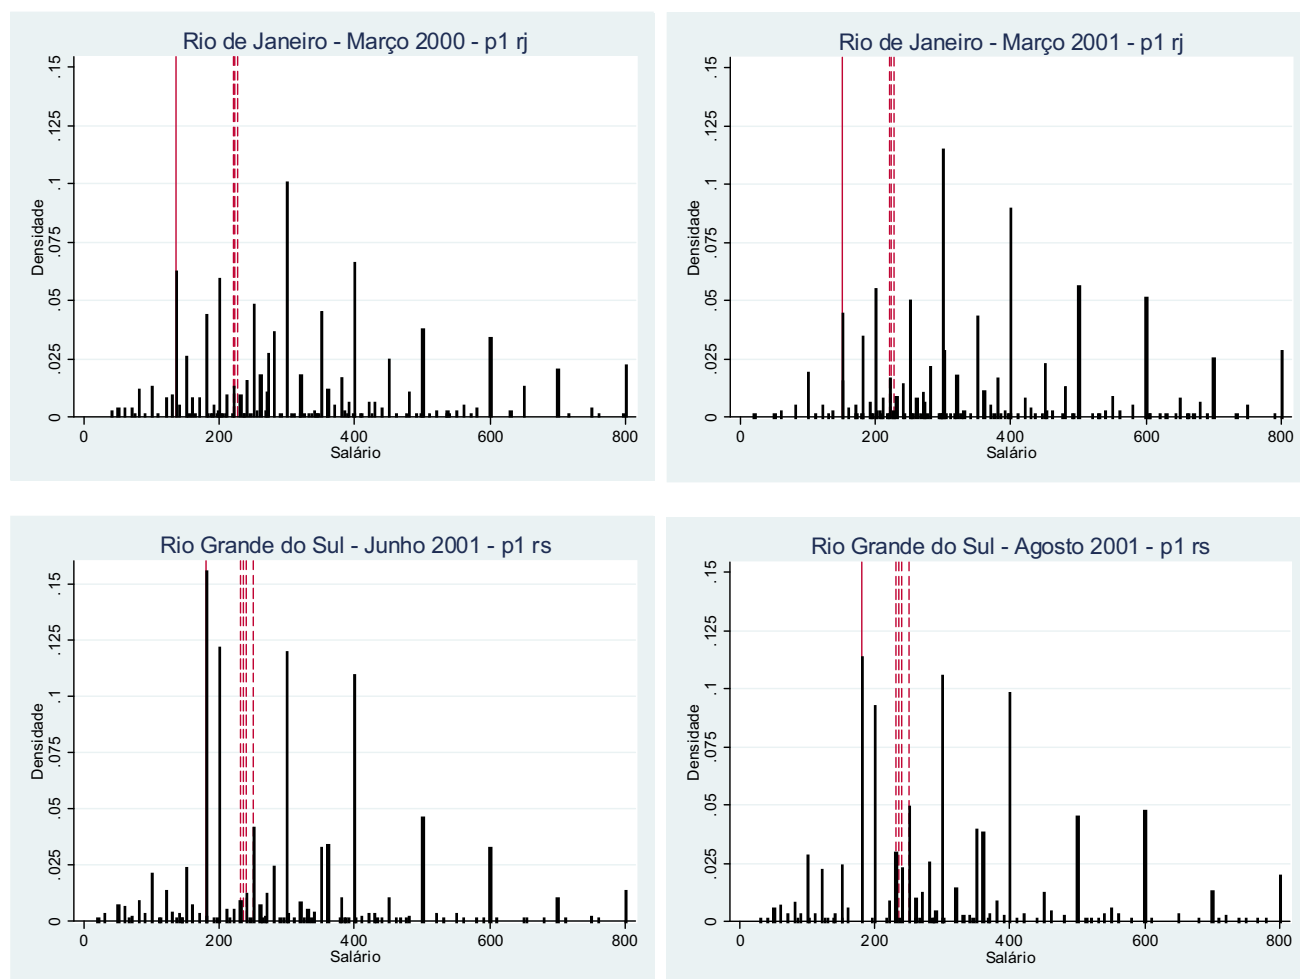 Rio de Janeiro - Março 2000 - p1 rj
Densidade
.15
.125
.1
.075
.05
.025
0
0 200 400 600 800
Salário
Rio de Janeiro - Março 2001 - p1 rj
Densidade
.15
.125
.1
.075
.05
.025
0
0 200 400 600 800
Salário
Rio Grande do Sul - Junho 2001 - p1 rs
Densidade
.15
.125
.1
.075
.05
.025
0
0 200 400 600 800
Salário
Rio Grande do Sul - Agosto 2001 - p1 rs
Densidade
.15
.125
.1
.075
.05
.025
0
0 200 400 600 800
Salário